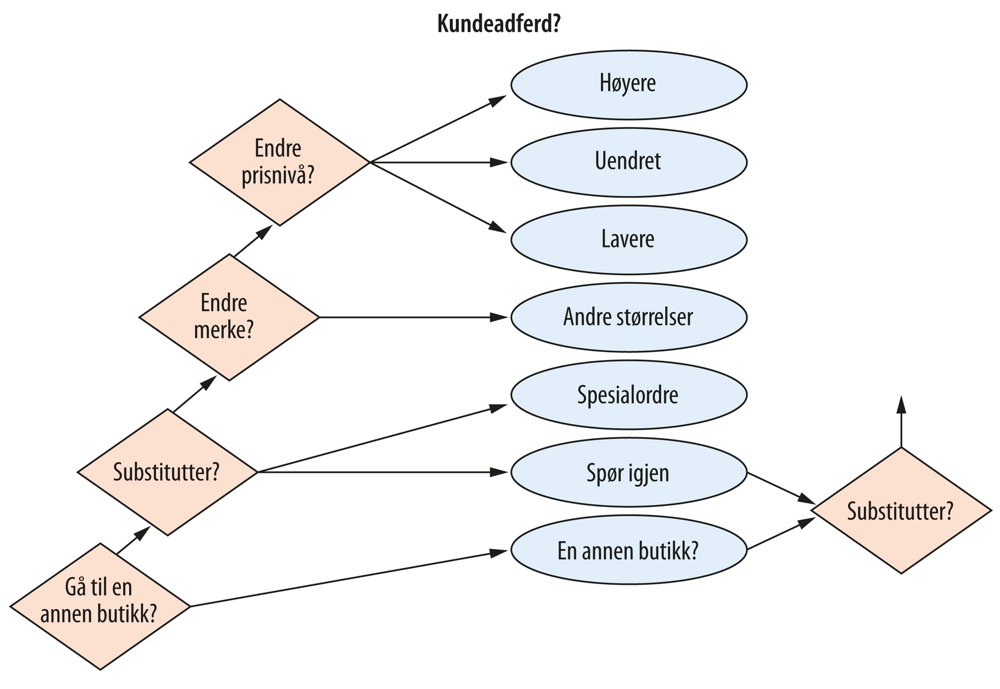 Kundeadferd?
Høyere
Endre
prisnivå?
Uendret
Lavere
Endre
merke?
Andre størrelser
Spesialordre
Substitutter?
Spør igjen
Substitutter?
En annen butikk?
Gå til en
annen butikk?